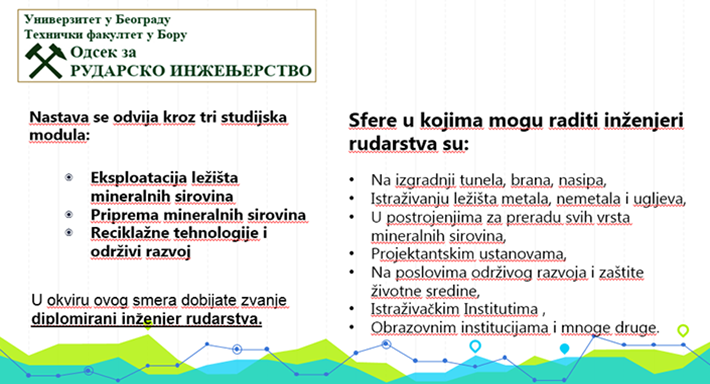 Универзитет у Београду
Технички факултет у Бору
Одсек за
РУДАРСКО ИНЖЕЊЕРСТВО
Nastava se odvija kroz tri studijska
modula:
Eksploatacija ležišta
mineralnih sirovina
Priprema mineralnih sirovina
Reciklažne tehnologije i
održivi razvoj
U okviru ovog smera dobijate zvanje
diplomirani inženjer rudarstva.
Sfere u kojima mogu raditi inženjeri
rudarstva su:
• Na izgradnji tunela, brana, nasipa,
• Istraživanju ležišta metala, nemetala i ugljeva,
• U postrojenjima za preradu svih vrsta
mineralnih sirovina,
• Projektantskim ustanovama,
• Na poslovima održivog razvoja i zaštite
životne sredine,
• Istraživačkim Institutima ,
• Obrazovnim institucijama i mnoge druge.